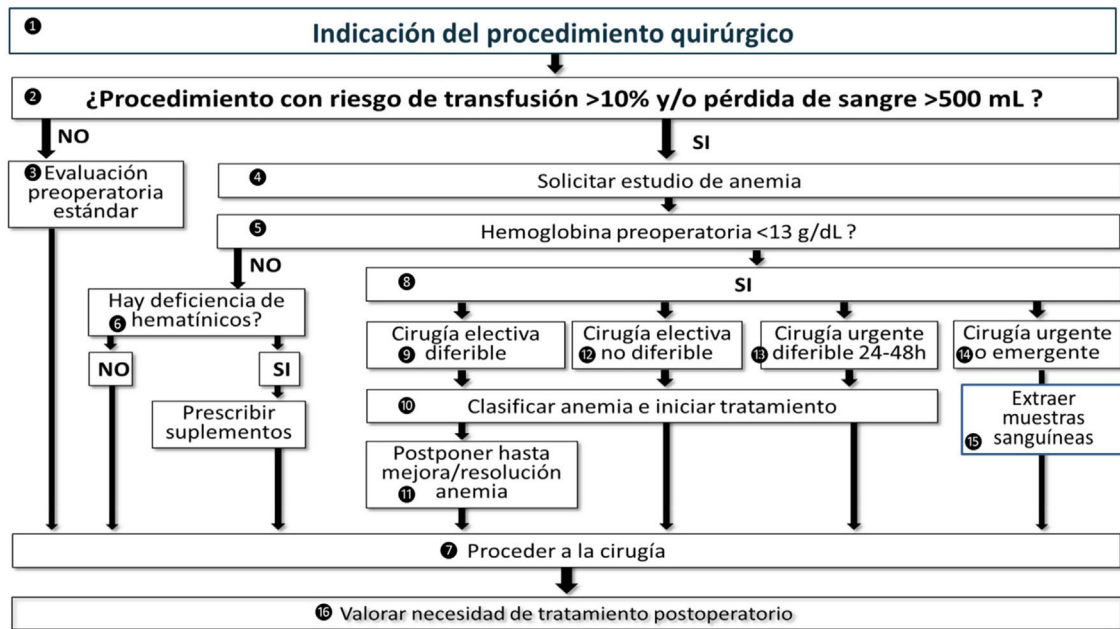 ❶ Indicación del procedimiento quirúrgico
❷ ¿Procedimiento con riesgo de transfusión >10% y/o pérdida de sangre >500 mL ?
NO
SI
❸ Evaluación
preoperatoria
estándar
❹ Solicitar estudio de anemia
❺ Hemoglobina preoperatoria <13 g/dL ?
NO
❽ SI
Hay deficiencia de
❻ hematínicos?
NO
SI
Prescribir
suplementos
Cirugía electiva
❾ diferible
Cirugía electiva
⓬ no diferible
Cirugía urgente
⓭ diferible 24-48h
Cirugía urgente
⓮ o emergente
❿ Clasificar anemia e iniciar tratamiento
Extraer
muestras
⓯ sanguíneas
Postponer hasta
mejora/resolución
⓫ anemia
❼ Proceder a la cirugía
⓰ Valorar necesidad de tratamiento postoperatorio